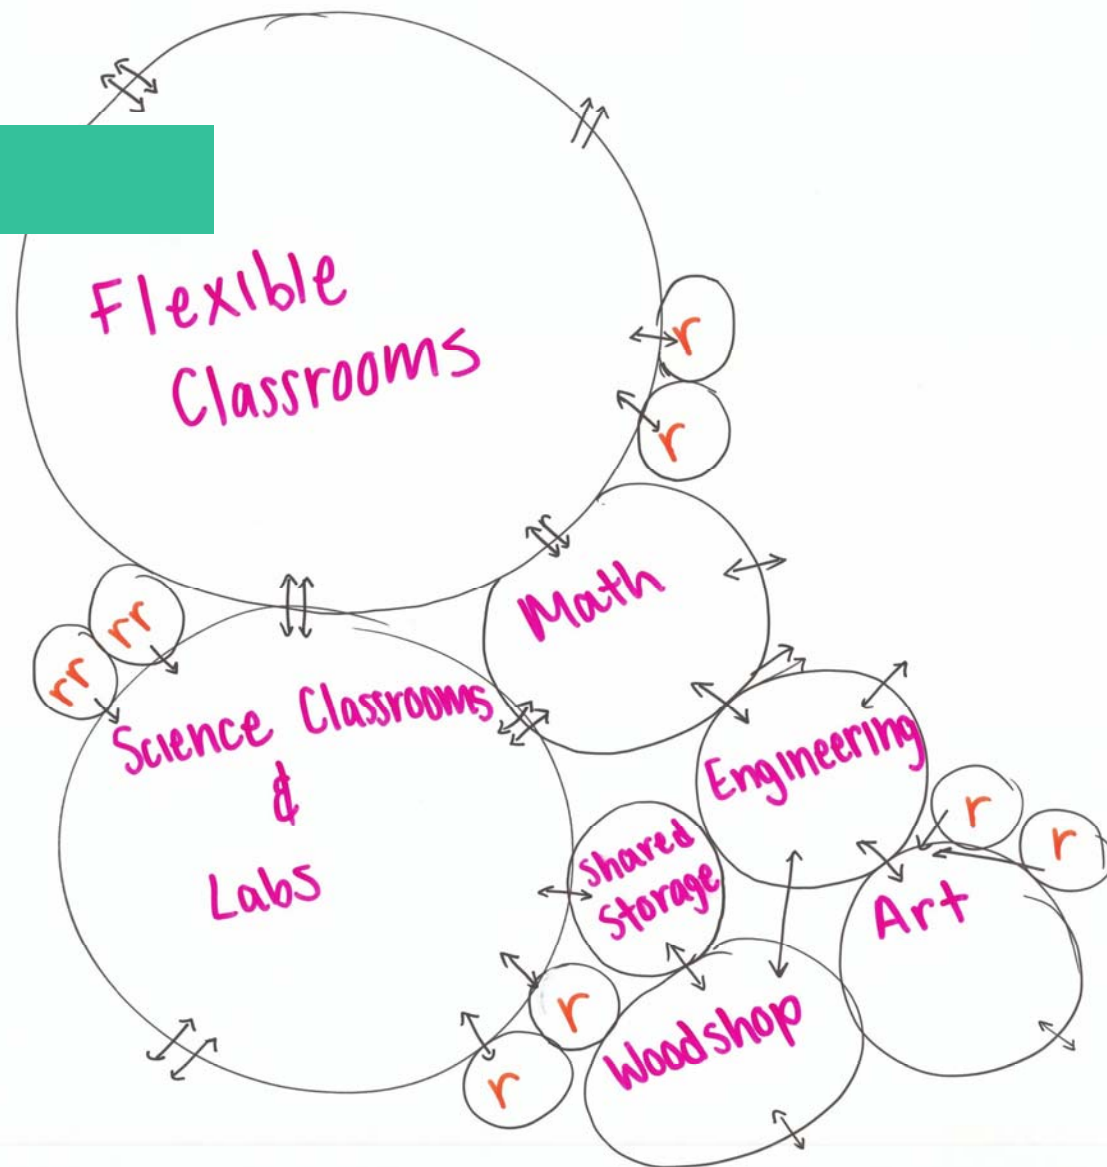 Flexible
Classrooms
r
r
Math
rr
rr
Science Classrooms
&
Labs
Engineering
Shared
Storage
r
r
Art
r
r
Woodshop